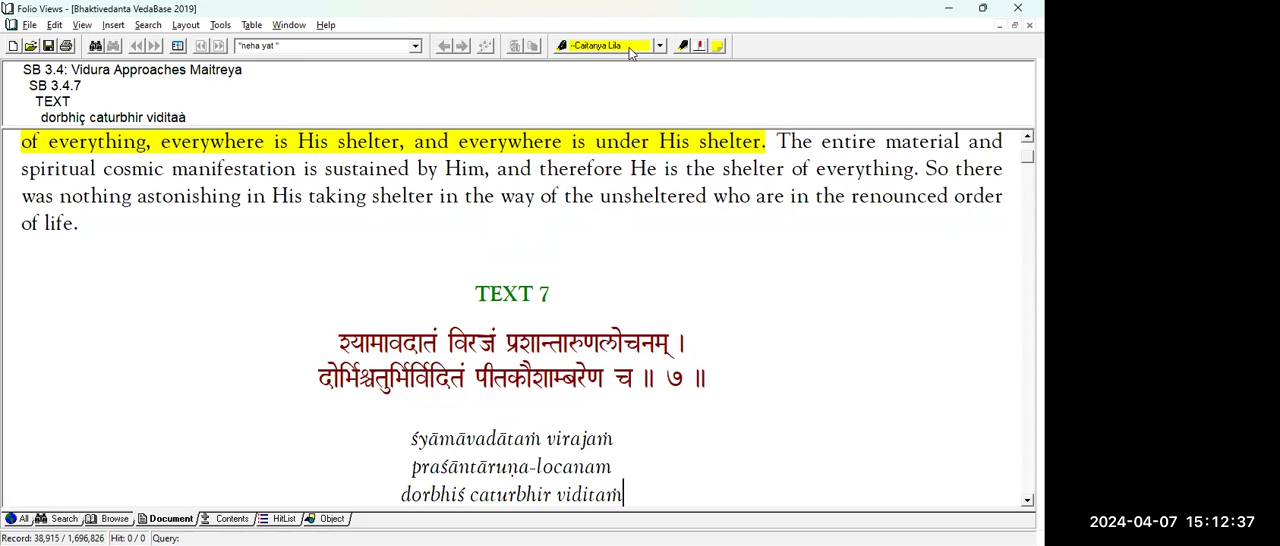 Folio Views - [Bhaktivedanta VedaBase 2019]
File Edit View Insert Search Layout Tools Table Window Help
"neha yat" --Caitanya Lila
SB 3.4: Vidura Approaches Maitreya
SB 3.4.7
TEXT
dorbhiç caturbhir viditaà
of everything, everywhere is His shelter, and everywhere is under His shelter. The entire material and
spiritual cosmic manifestation is sustained by Him, and therefore He is the shelter of everything. So there
was nothing astonishing in His taking shelter in the way of the unsheltered who are in the renounced order
of life.
TEXT 7
श्यामावदातं विरजं प्रशान्तारुणलोचनम् ।
दोर्भिश्चतुर्भिर्विदितं पीतकौशाम्बरेण च ॥ ७ ॥
śyāmāvadātaṁ virajaṁ
praśāntāruṇa-locanam
dorbhiś caturbhir viditaṁ
All Search Browse Document Contents HitList Object
Record: 38,915 / 1,696,826 Hit: 0 / 0 Query:
2024-04-07 15:12:37